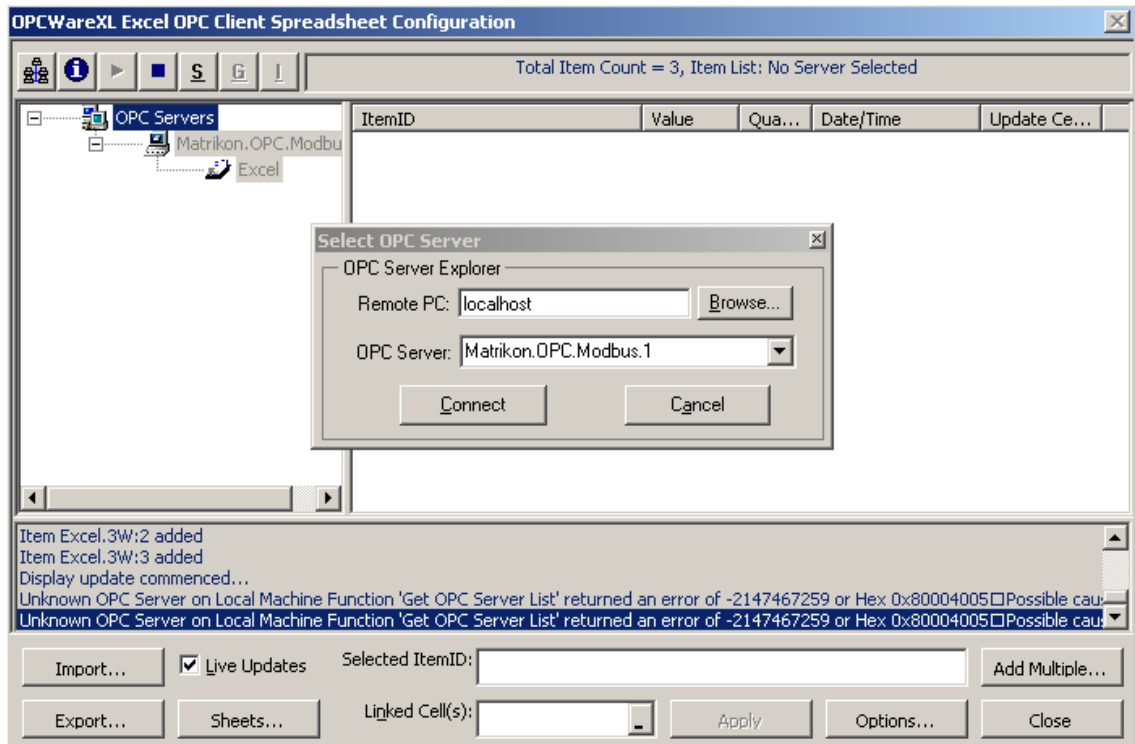 OPCWareXL Excel OPC Client Spreadsheet Configuration
S G I Total Item Count = 3, Item List: No Server Selected
OPC Servers
Matrikon.OPC.Modbu
Excel
ItemID Value Qua... Date/Time Update Ce...
Select OPC Server
OPC Server Explorer
Remote PC: localhost Browse...
OPC Server: Matrikon.OPC.Modbus.1
Connect Cancel
Item Excel.3W:2 added
Item Excel.3W:3 added
Display update commenced...
Unknown OPC Server on Local Machine Function 'Get OPC Server List' returned an error of -2147467259 or Hex 0x80004005□Possible cau
Unknown OPC Server on Local Machine Function 'Get OPC Server List' returned an error of -2147467259 or Hex 0x80004005□Possible cau
Import... Live Updates Selected ItemID: Add Multiple...
Export... Sheets... Linked Cell(s): Apply Options... Close